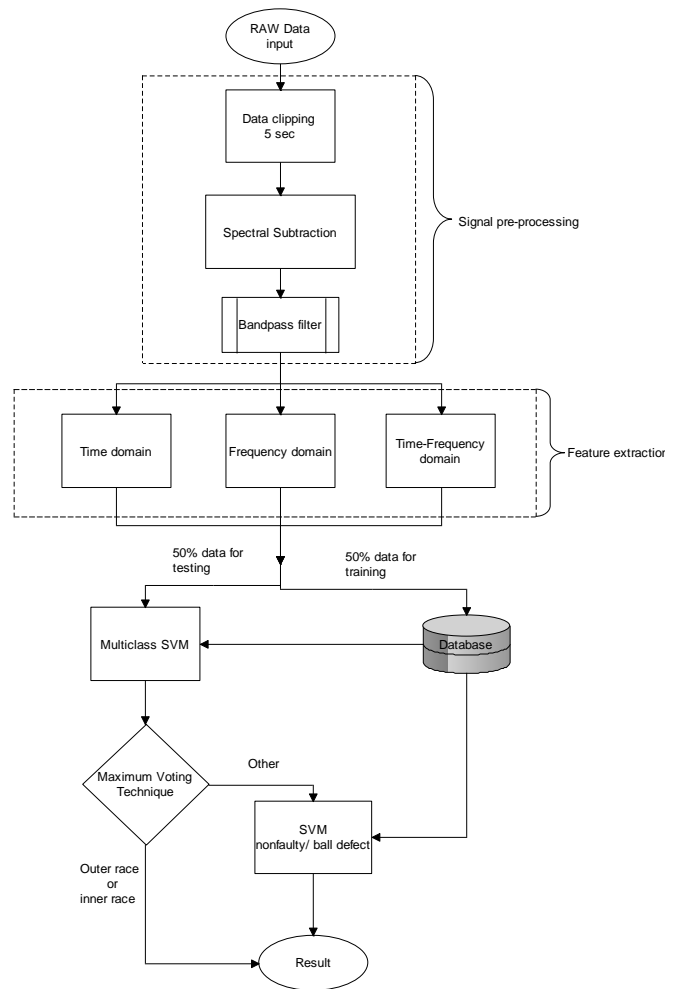 RAW Data
input
Data clipping
5 sec
Spectral Subtraction
Signal pre-processing
Bandpass filter
Time domain
Frequency domain
Time-Frequency
domain
Feature extraction
50% data for
testing
50% data for
training
Multiclass SVM
Database
Maximum Voting
Technique
Other
SVM
nonfaulty/ ball defect
Outer race
or
inner race
Result